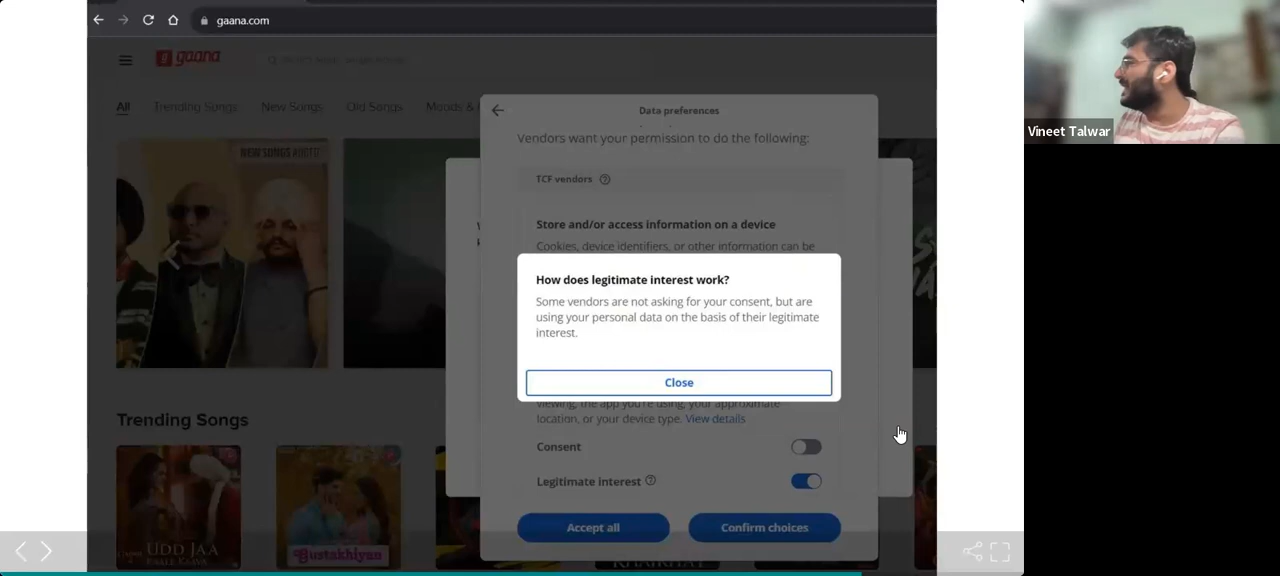 gaana.com
gaana
All Trending Songs New Songs Old Songs Moods &
Data preferences
Vendors want your permission to do the following:
NEW SONGS
TCF vendors
Store and/or access information on a device
Cookies, device identifiers, or other information can be
How does legitimate interest work?
Some vendors are not asking for your consent, but are
using your personal data on the basis of their legitimate
interest.
Close
viewing, the app you're using, your approximate
location, or your device type. View details
Trending Songs
Consent
Legitimate interest
Accept all
Confirm choices
UDD JAA
Gustakhiyan
Vineet Talwar